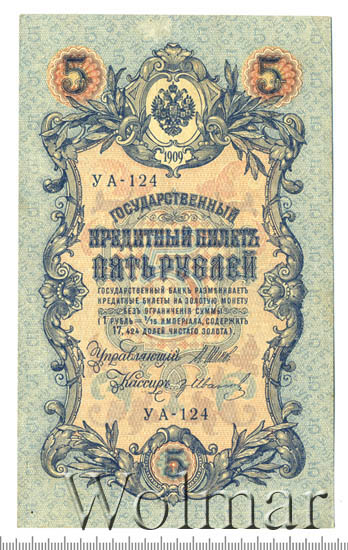 5 5
1909
УА-124
ГОСУДАРСТВЕННЫЙ
КРЕДИТНЫЙ БИЛЕТЪ
ПЯТЬ РУБЛЕЙ
ГОСУДАРСТВЕННЫЙ БАНКЪ РАЗМѢНИВАЕТЪ
КРЕДИТНЫЕ БИЛЕТЫ НА ЗОЛОТУЮ МОНЕТУ
БЕЗЪ ОГРАНИЧЕНІЯ СУММЫ
(1 РУБЛЬ = 1/15 ИМПЕРІАЛА, СОДЕРЖИТЪ
17,424 ДОЛЕЙ ЧИСТАГО ЗОЛОТА).
Управляющій
Кассиръ
УА-124
5
Wolmar